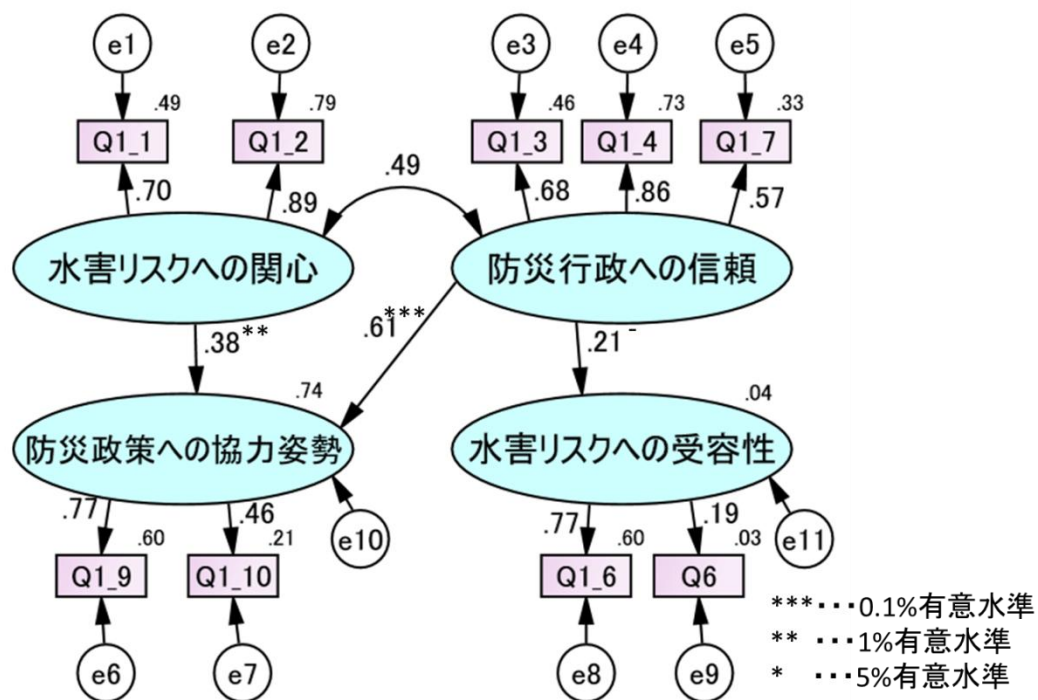 e1 e2 e3 e4 e5
.49 .79 .46 .73 .33
Q1_1 Q1_2 Q1_3 Q1_4 Q1_7
.70 .89 .49 .68 .86 .57
水害リスクへの関心 防災行政への信頼
.38** .61*** .21-
.74 .04
防災政策への協力姿勢 水害リスクへの受容性
.77 .46 e10 .77 .19 e11
.60 .21 .60 .03
Q1_9 Q1_10 Q1_6 Q6
***・・・0.1%有意水準
** ・・・1%有意水準
* ・・・5%有意水準
e6 e7 e8 e9